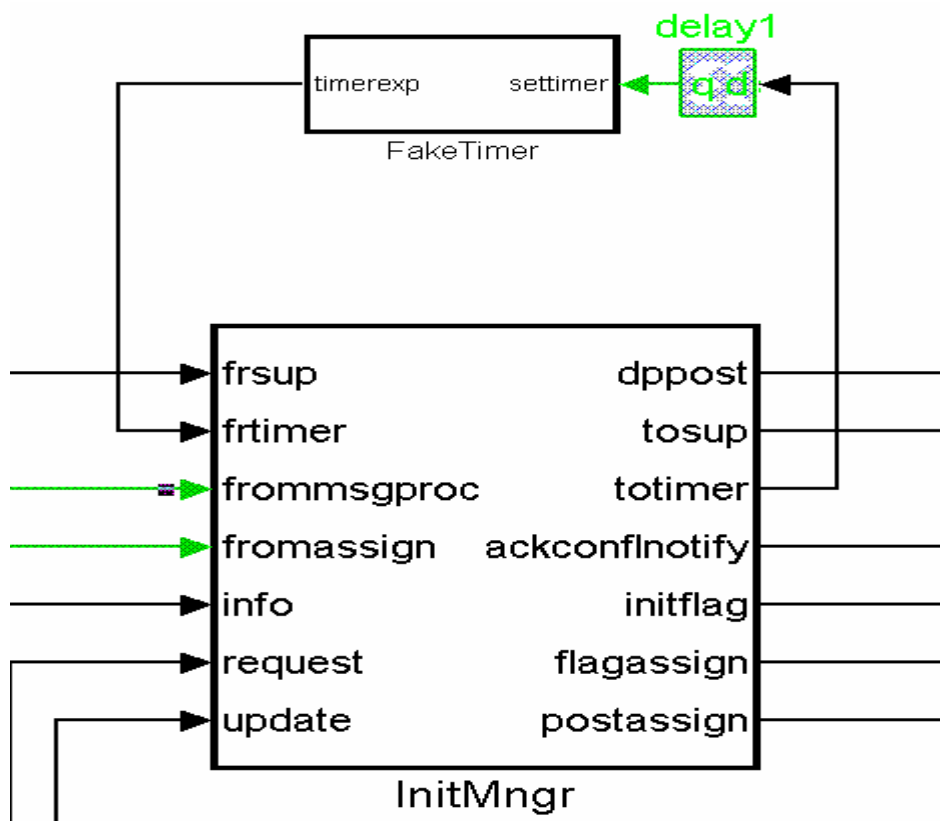 delay1
timerexp settimer q d
FakeTimer
frsup dppost
frtimer tosup
frommsgproc totimer
fromassign ackconflnotify
info initflag
request flagassign
update postassign
InitMngr